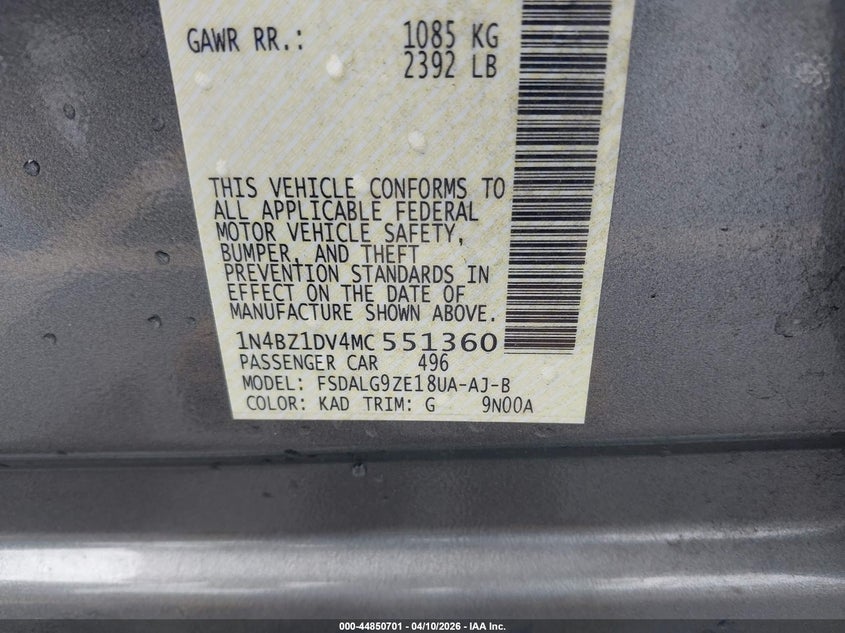 GAWR RR.: 1085 KG
2392 LB
THIS VEHICLE CONFORMS TO
ALL APPLICABLE FEDERAL
MOTOR VEHICLE SAFETY,
BUMPER, AND THEFT
PREVENTION STANDARDS IN
EFFECT ON THE DATE OF
MANUFACTURE SHOWN ABOVE.
1N4BZ1DV4MC 551360
PASSENGER CAR 496
MODEL: FSDALG9ZE18UA-AJ-B
COLOR: KAD TRIM: G 9N00A
000-44850701 - 04/10/2026 - IAA Inc.